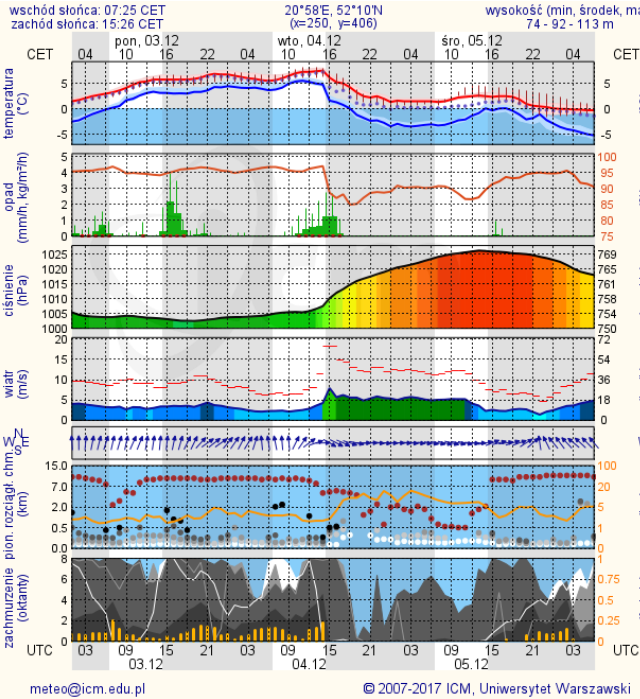 wschód słońca: 07:25 CET 20°58'E, 52°10'N wysokość (min, środek, ma
zachód słońca: 15:26 CET (x=250, y=406) 74 - 92 - 113 m
pon, 03.12 wto, 04.12 śro, 05.12
CET 04 10 16 22 04 10 16 22 04 10 16 22 04 CET
temperatura (°C)
5 0 -5
5 0 -5
opad (mm/h, kg/m²/h)
5 4 3 2 1 0
100 95 90 85 80 75
ciśnienie (hPa)
1025 1020 1015 1010 1005 1000
769 765 761 758 754 750
wiatr (m/s)
20 15 10 5 0
72 54 36 18 0
N W E S
pion. rozciągł. chm. (km)
15.0 7.0 2.0 0.5 0.0
100 20 5 1 0
zachmurzenie (oktanty)
8 6 4 2 0
1 0.75 0.5 0.25 0
UTC 03 09 15 21 03 09 15 21 03 09 15 21 03 UTC
03.12 04.12 05.12
meteo@icm.edu.pl © 2007-2017 ICM, Uniwersytet Warszawski